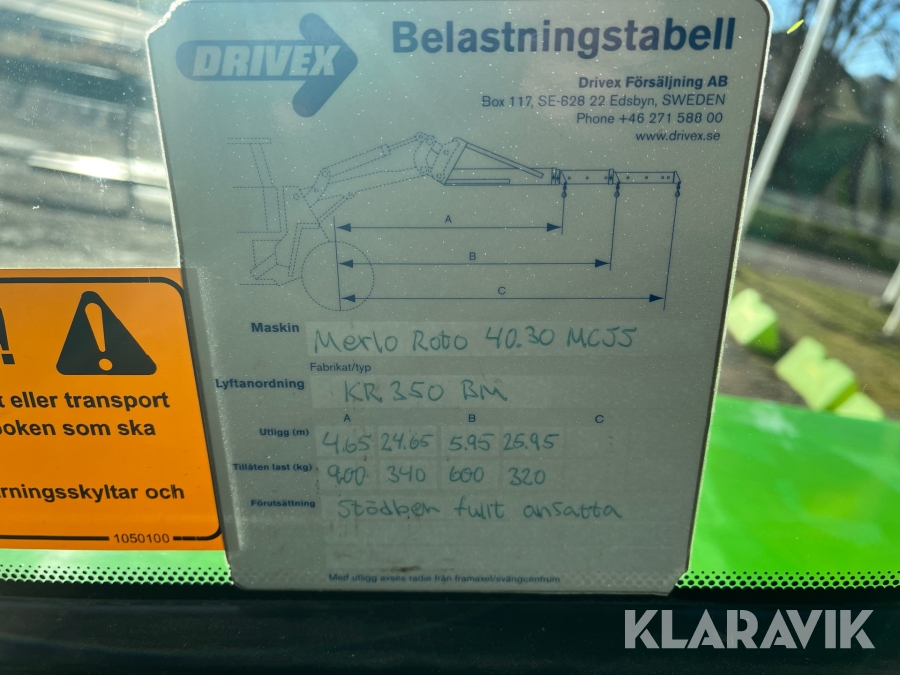 DRIVEX
Belastningstabell
Drivex Försäljning AB
Box 117, SE-828 22 Edsbyn, SWEDEN
Phone +46 271 588 00
www.drivex.se
A
B
C
Maskin Merlo Roto 40.30 MCJS
Fabrikat/typ
Lyftanordning KR 350 BM
A B C
Utligg (m) 4.65 24.65 5.95 25.95
Tillåten last (kg) 900 340 600 320
Förutsättning Stödben fullt ansatta
Med utligg avses radin från framaxel/svängcentrum
!
k eller transport
boken som ska
rningsskyltar och
1050100
KLARAVIK